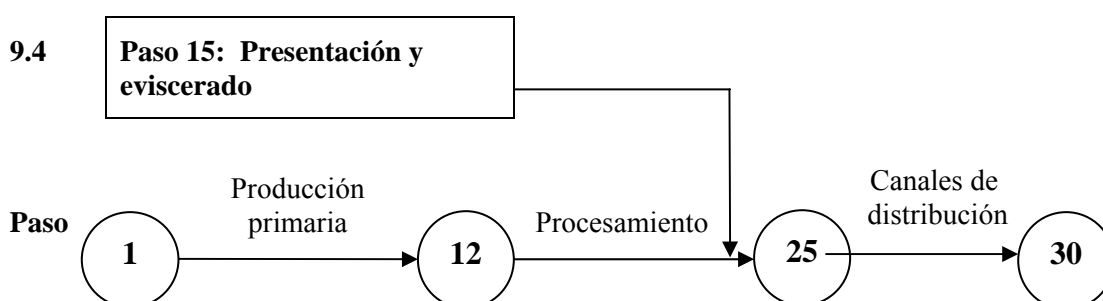 9.4
Paso 15: Presentación y
eviscerado
Producción
primaria
Canales de
distribución
Paso
1
12
Procesamiento
25
30